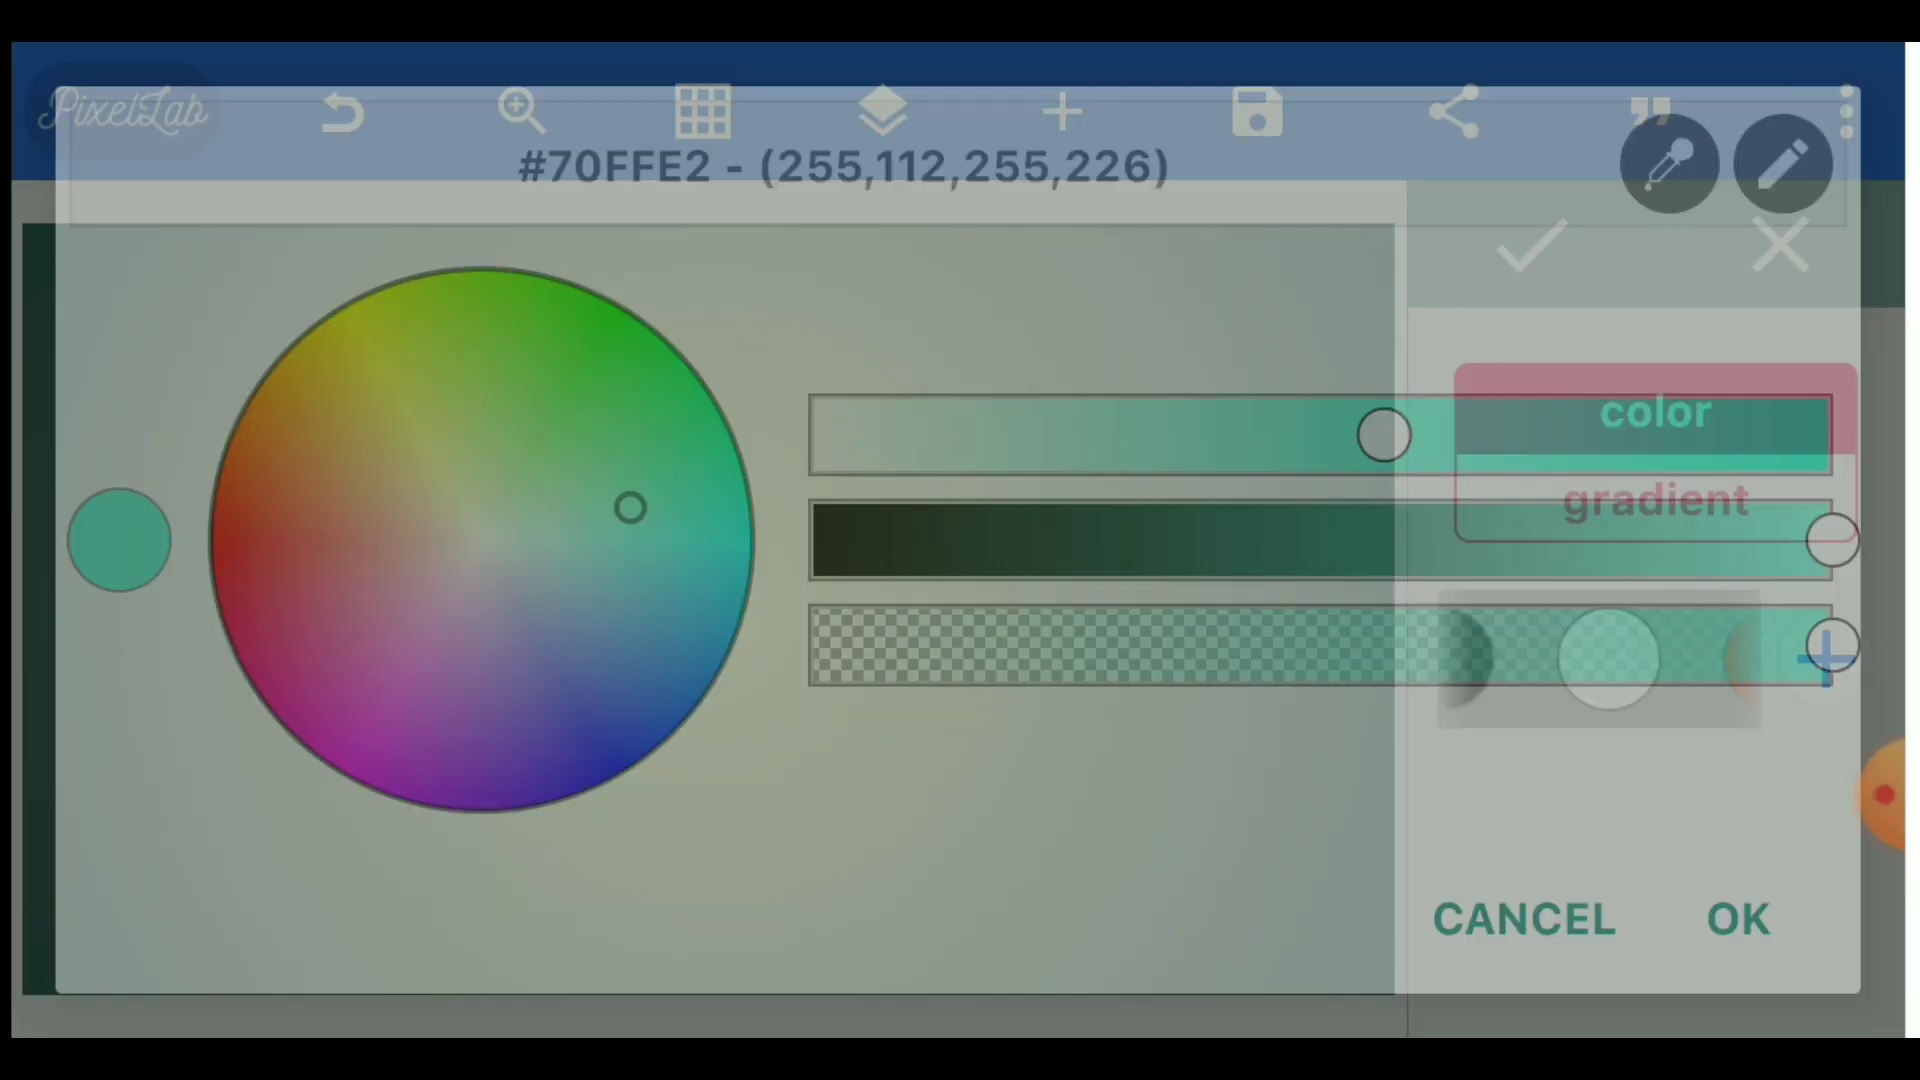 PixelLab
#70FFE2 - (255,112,255,226)
color
gradient
CANCEL
OK